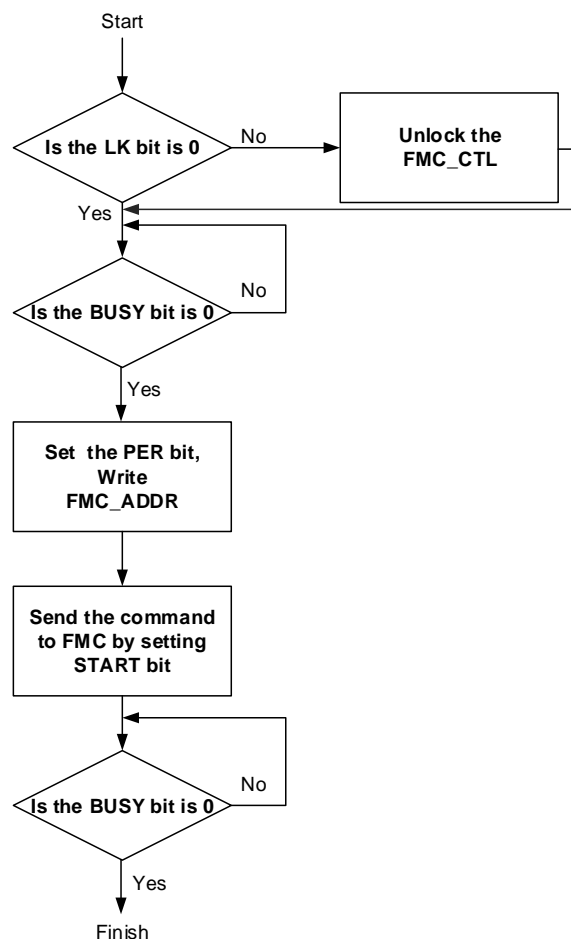 Start
Is the LK bit is 0
No
Unlock the
FMC_CTL
Yes
Is the BUSY bit is 0
No
Yes
Set the PER bit,
Write
FMC_ADDR
Send the command
to FMC by setting
START bit
Is the BUSY bit is 0
No
Yes
Finish